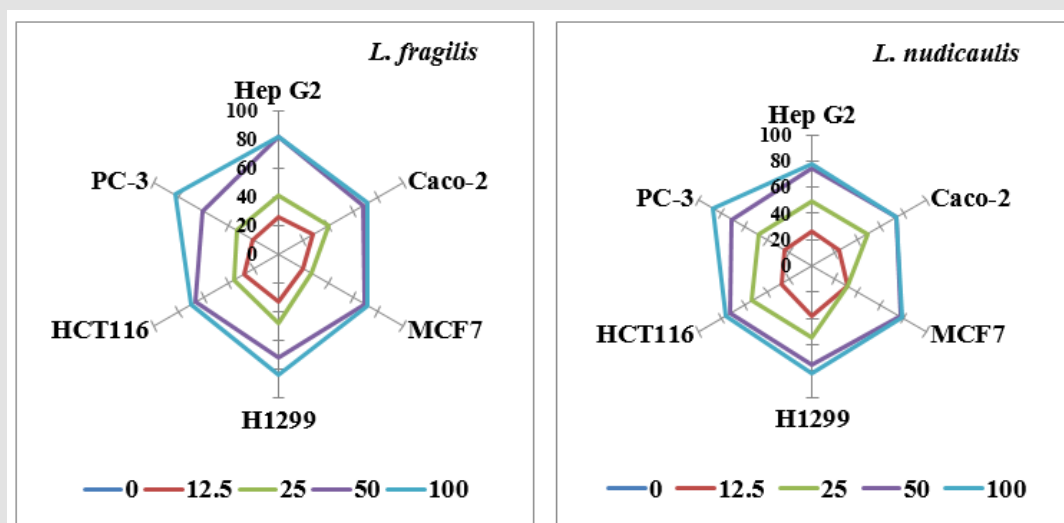 L. fragilis
Hep G2
100
80
60
40
20
0
Caco-2
MCF7
H1299
HCT116
PC-3
0 12.5 25 50 100
L. nudicaulis
Hep G2
100
80
60
40
20
0
Caco-2
MCF7
H1299
HCT116
PC-3
0 12.5 25 50 100